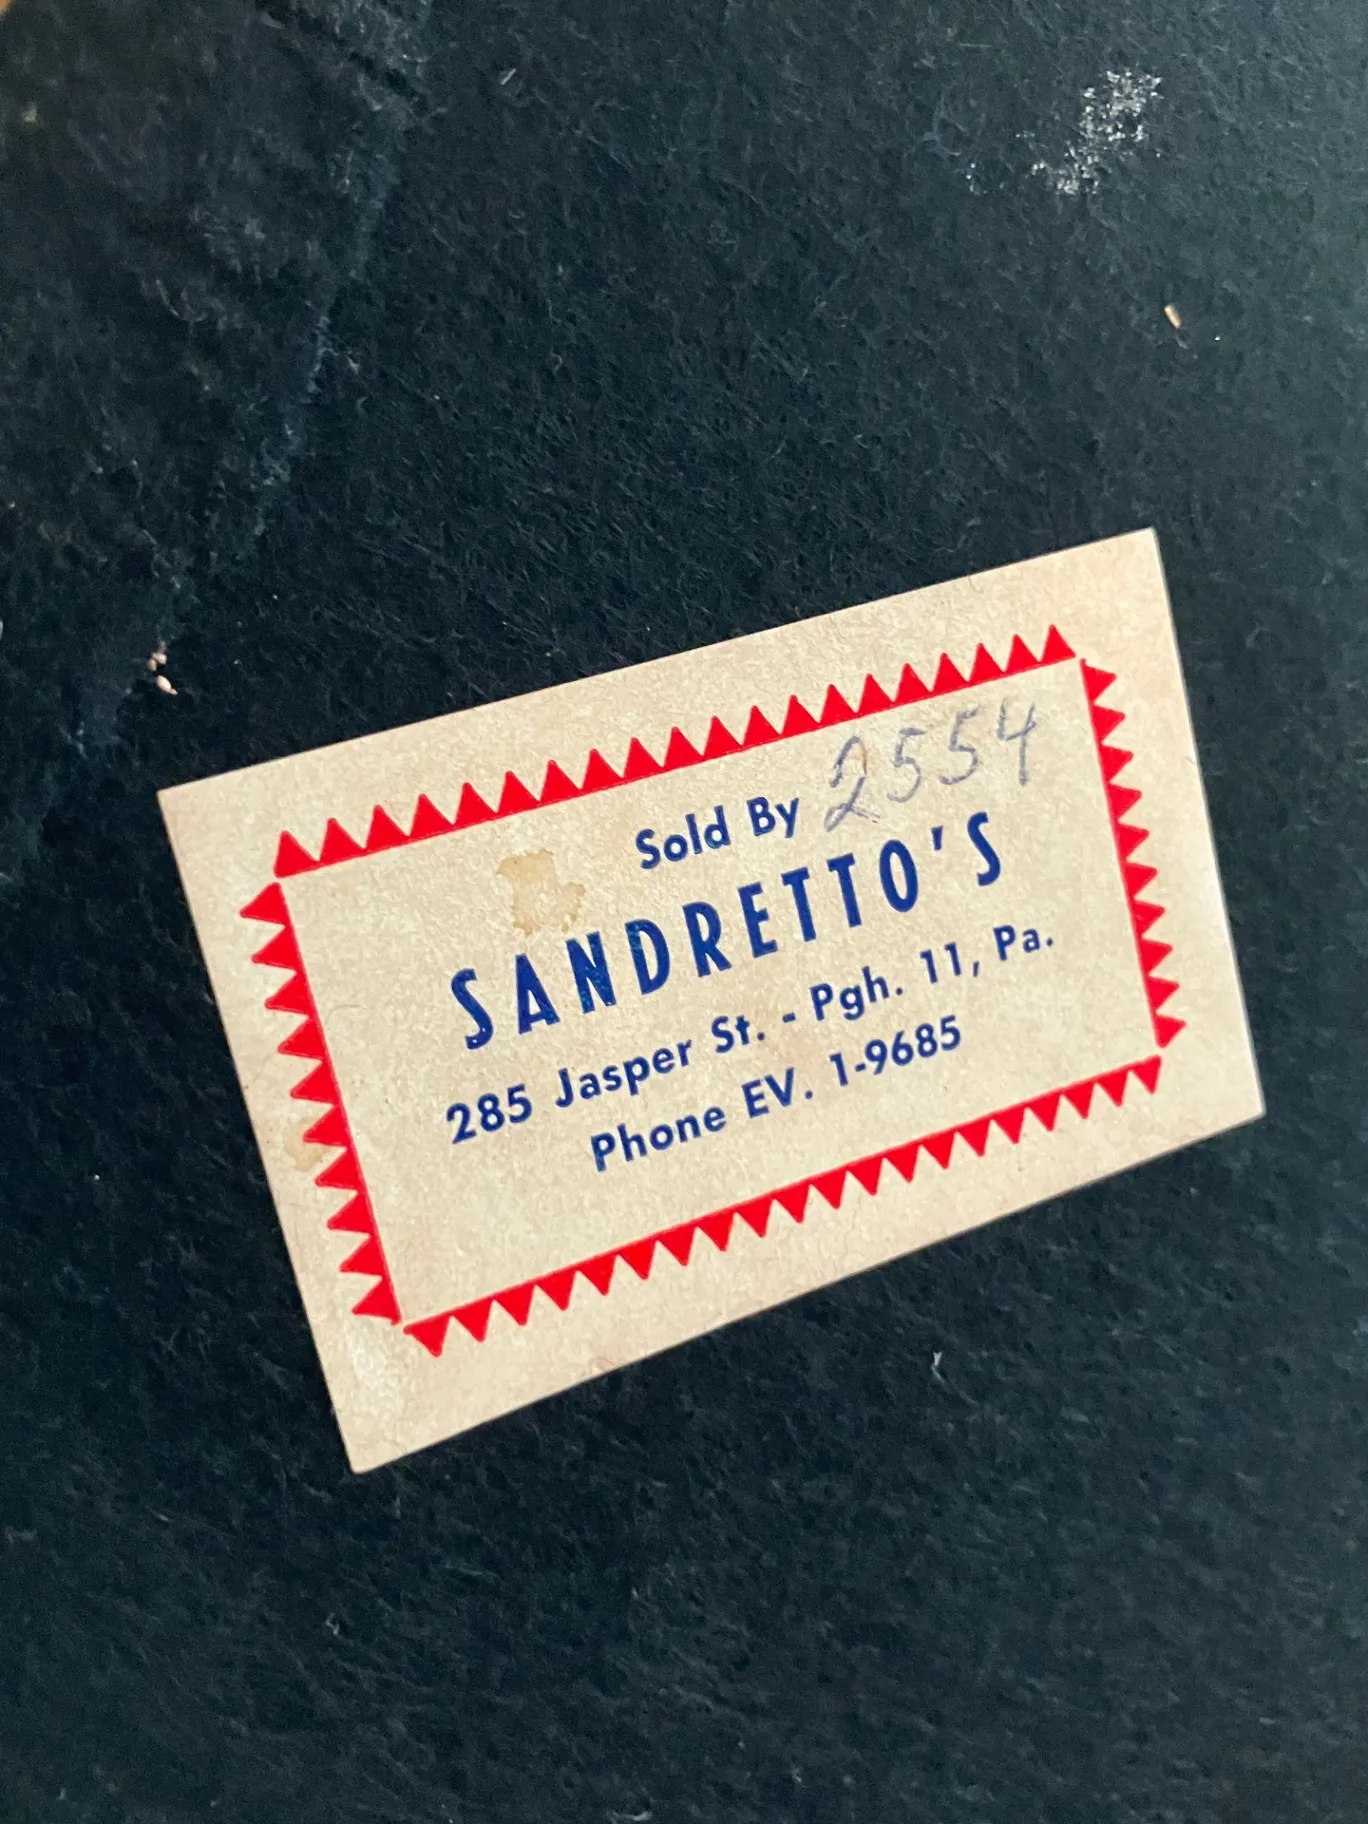 Sold By 2554
SANDRETTO'S
285 Jasper St. - Pgh. 11, Pa.
Phone EV. 1-9685